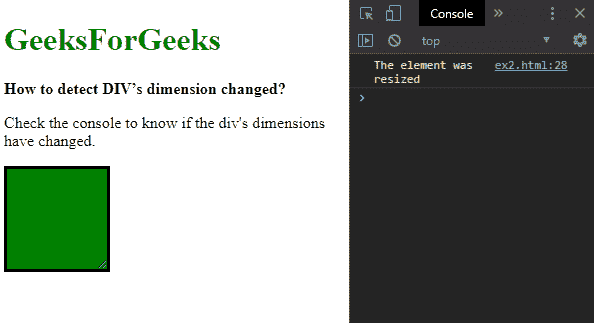 GeeksForGeeks
How to detect DIV’s dimension changed?
Check the console to know if the div's dimensions
have changed.
Console
top
The element was ex2.html:28
resized